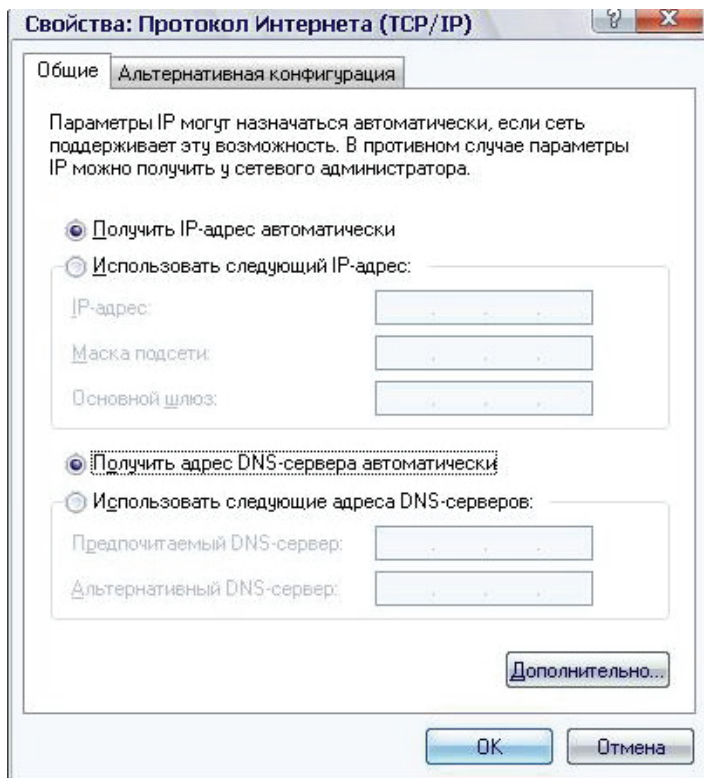 Свойства: Протокол Интернета (TCP/IP)
Общие
Альтернативная конфигурация
Параметры IP могут назначаться автоматически, если сеть
поддерживает эту возможность. В противном случае параметры
IP можно получить у сетевого администратора.
Получить IP-адрес автоматически
Использовать следующий IP-адрес:
IP-адрес:
Маска подсети:
Основной шлюз:
Получить адрес DNS-сервера автоматически
Использовать следующие адреса DNS-серверов:
Предпочитаемый DNS-сервер:
Альтернативный DNS-сервер:
Дополнительно...
OK
Отмена